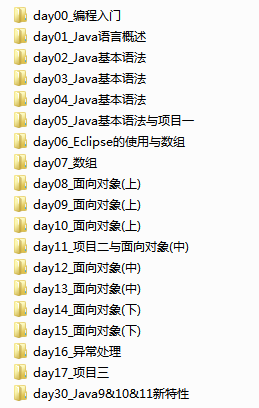 day00_编程入门
day01_Java语言概述
day02_Java基本语法
day03_Java基本语法
day04_Java基本语法
day05_Java基本语法与项目一
day06_Eclipse的使用与数组
day07_数组
day08_面向对象(上)
day09_面向对象(上)
day10_面向对象(上)
day11_项目二与面向对象(中)
day12_面向对象(中)
day13_面向对象(中)
day14_面向对象(下)
day15_面向对象(下)
day16_异常处理
day17_项目三
day30_Java9&10&11新特性